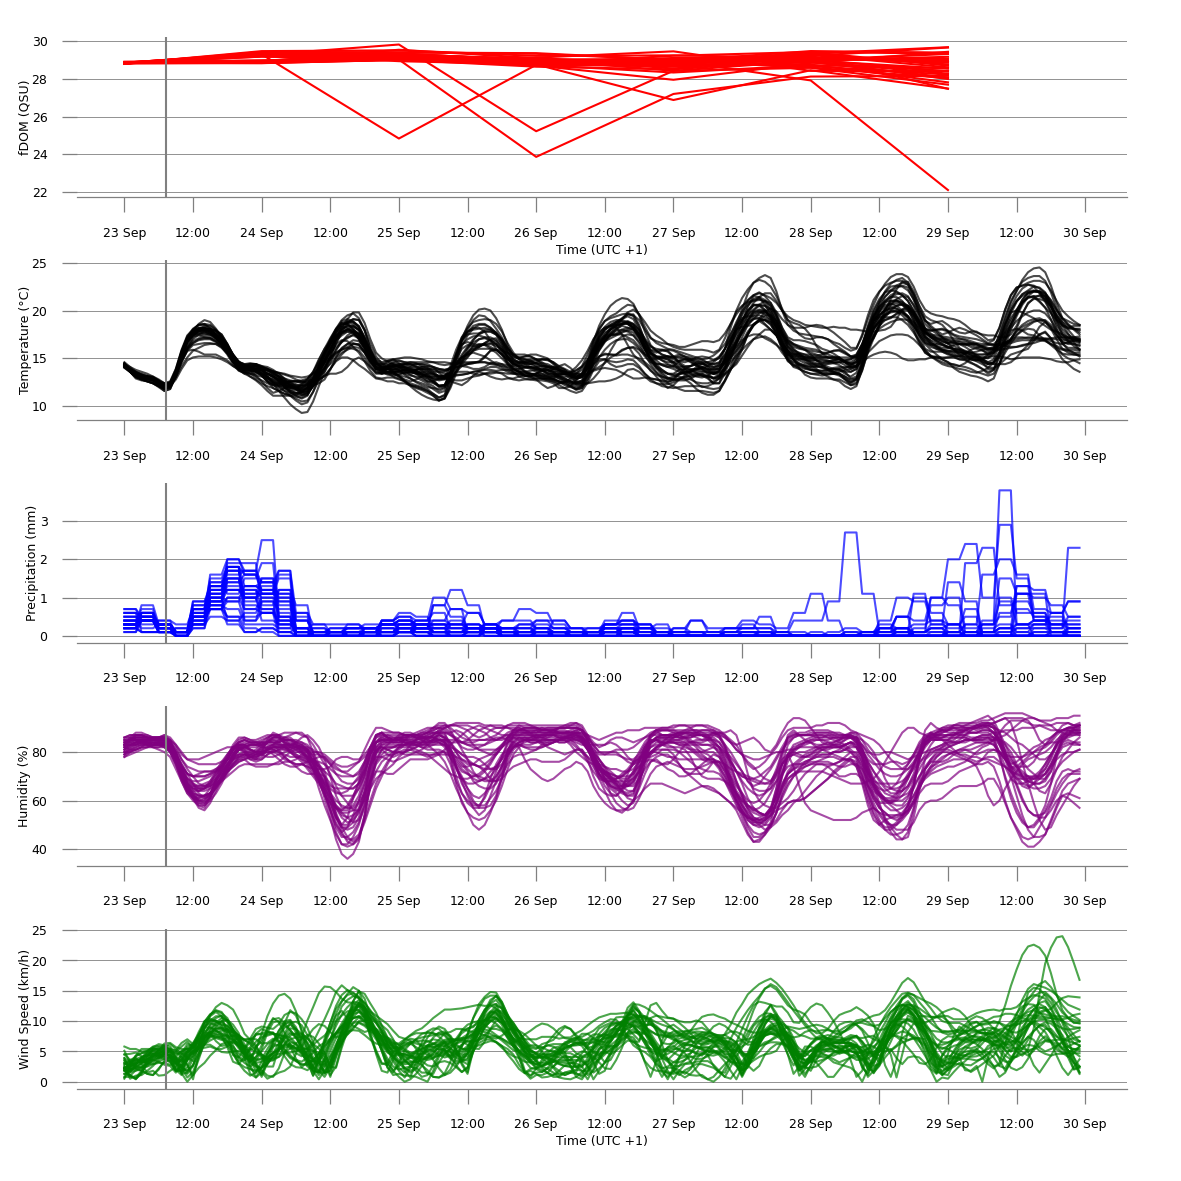 30
28
26
24
22
fDOM (QSU)
23 Sep 12:00 24 Sep 12:00 25 Sep 12:00 26 Sep 12:00 27 Sep 12:00 28 Sep 12:00 29 Sep 12:00 30 Sep
Time (UTC +1)
25
20
15
10
Temperature (°C)
23 Sep 12:00 24 Sep 12:00 25 Sep 12:00 26 Sep 12:00 27 Sep 12:00 28 Sep 12:00 29 Sep 12:00 30 Sep
3
2
1
0
Precipitation (mm)
23 Sep 12:00 24 Sep 12:00 25 Sep 12:00 26 Sep 12:00 27 Sep 12:00 28 Sep 12:00 29 Sep 12:00 30 Sep
80
60
40
Humidity (%)
23 Sep 12:00 24 Sep 12:00 25 Sep 12:00 26 Sep 12:00 27 Sep 12:00 28 Sep 12:00 29 Sep 12:00 30 Sep
25
20
15
10
5
0
Wind Speed (km/h)
23 Sep 12:00 24 Sep 12:00 25 Sep 12:00 26 Sep 12:00 27 Sep 12:00 28 Sep 12:00 29 Sep 12:00 30 Sep
Time (UTC +1)